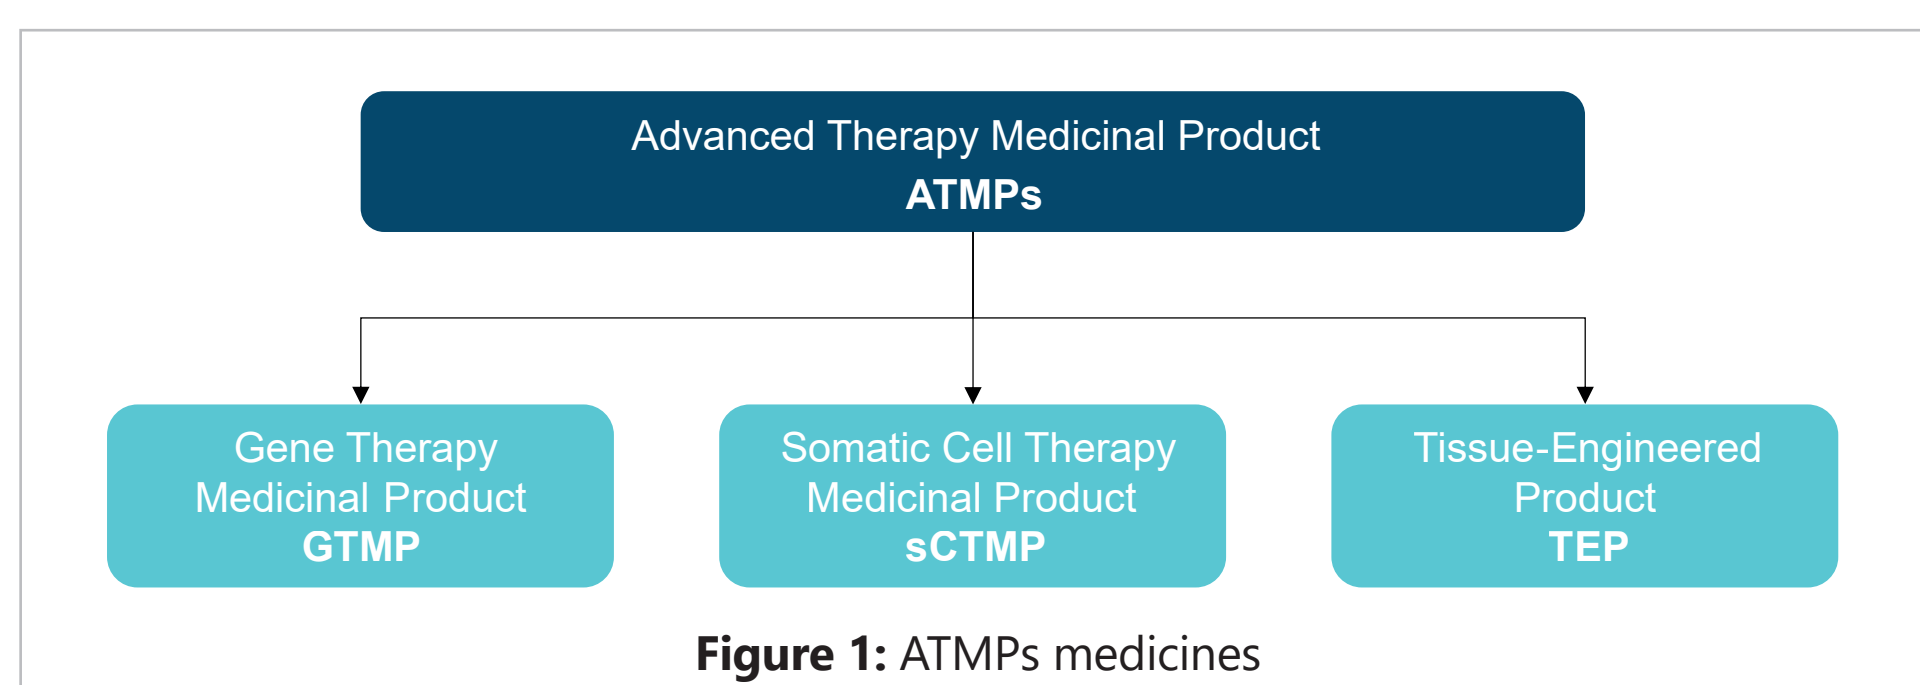 Advanced Therapy Medicinal Product
ATMPs
Gene Therapy
Medicinal Product
GTMP
Somatic Cell Therapy
Medicinal Product
sCTMP
Tissue-Engineered
Product
TEP
Figure 1: ATMPs medicines